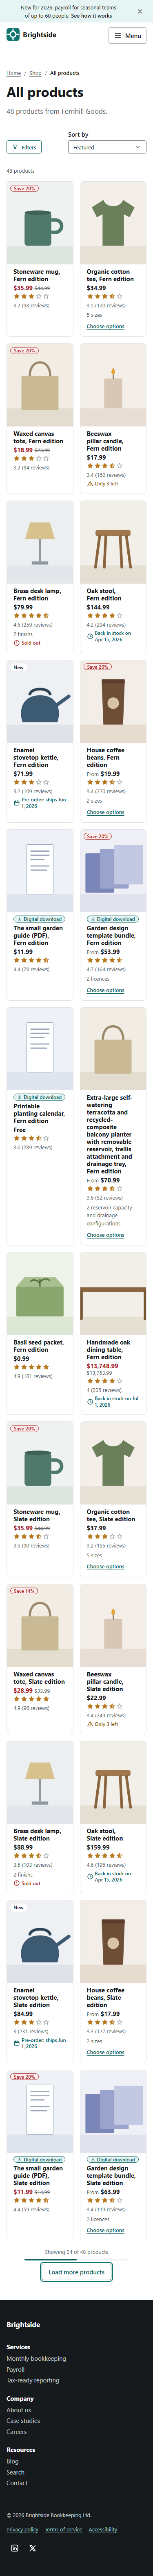 New for 2026: payroll for seasonal teams
of up to 60 people. See how it works
Brightside
Menu
Home / Shop / All products
All products
48 products from Fernhill Goods.
Filters
Sort by
Featured
48 products
Save 20%
Stoneware mug,
Fern edition
$35.99 $44.99
3.2 (98 reviews)
Organic cotton
tee, Fern edition
$34.99
3.5 (120 reviews)
5 sizes
Choose options
Save 20%
Waxed canvas
tote, Fern edition
$18.99 $23.99
3.2 (84 reviews)
Beeswax
pillar candle,
Fern edition
$17.99
3.4 (160 reviews)
Only 3 left
Brass desk lamp,
Fern edition
$79.99
4.6 (259 reviews)
2 finishes
Sold out
Oak stool,
Fern edition
$144.99
4.2 (294 reviews)
Back in stock on
Apr 15, 2026
New
Enamel
stovetop kettle,
Fern edition
$71.99
3.2 (109 reviews)
Pre-order: ships Jun
1, 2026
Save 20%
House coffee
beans, Fern
edition
From $19.99
3.4 (220 reviews)
2 sizes
Choose options
Digital download
The small garden
guide (PDF),
Fern edition
$11.99
4.4 (78 reviews)
Save 20%
Digital download
Garden design
template bundle,
Fern edition
From $53.99
4.7 (164 reviews)
2 licences
Choose options
Digital download
Printable
planting calendar,
Fern edition
Free
3.6 (289 reviews)
Extra-large self-
watering
terracotta and
recycled-
composite
balcony planter
with removable
reservoir, trellis
attachment and
drainage tray,
Fern edition
From $70.99
3.6 (52 reviews)
2 reservoir capacity
and drainage
configurations
Choose options
Basil seed packet,
Fern edition
$0.99
4.9 (161 reviews)
Handmade oak
dining table,
Fern edition
$13,748.99
$13,753.99
4 (205 reviews)
Back in stock on Jul
1, 2026
Save 20%
Stoneware mug,
Slate edition
$35.99 $44.99
3.5 (90 reviews)
Organic cotton
tee, Slate edition
$37.99
3.2 (155 reviews)
5 sizes
Choose options
Save 14%
Waxed canvas
tote, Slate edition
$28.99 $33.99
4.9 (96 reviews)
Beeswax
pillar candle,
Slate edition
$22.99
3.4 (249 reviews)
Only 3 left
Brass desk lamp,
Slate edition
$88.99
3.5 (103 reviews)
2 finishes
Sold out
Oak stool,
Slate edition
$159.99
4.6 (196 reviews)
Back in stock on
Apr 15, 2026
New
Enamel
stovetop kettle,
Slate edition
$84.99
3 (231 reviews)
Pre-order: ships Jun
1, 2026
House coffee
beans, Slate
edition
From $17.99
3.3 (127 reviews)
2 sizes
Choose options
Save 20%
Digital download
The small garden
guide (PDF),
Slate edition
$11.99 $14.99
4.4 (59 reviews)
Digital download
Garden design
template bundle,
Slate edition
From $63.99
3.4 (119 reviews)
2 licences
Choose options
Showing 24 of 48 products
Load more products
Brightside
Services
Monthly bookkeeping
Payroll
Tax-ready reporting
Company
About us
Case studies
Careers
Resources
Blog
Search
Contact
© 2026 Brightside Bookkeeping Ltd.
Privacy policy Terms of service Accessibility